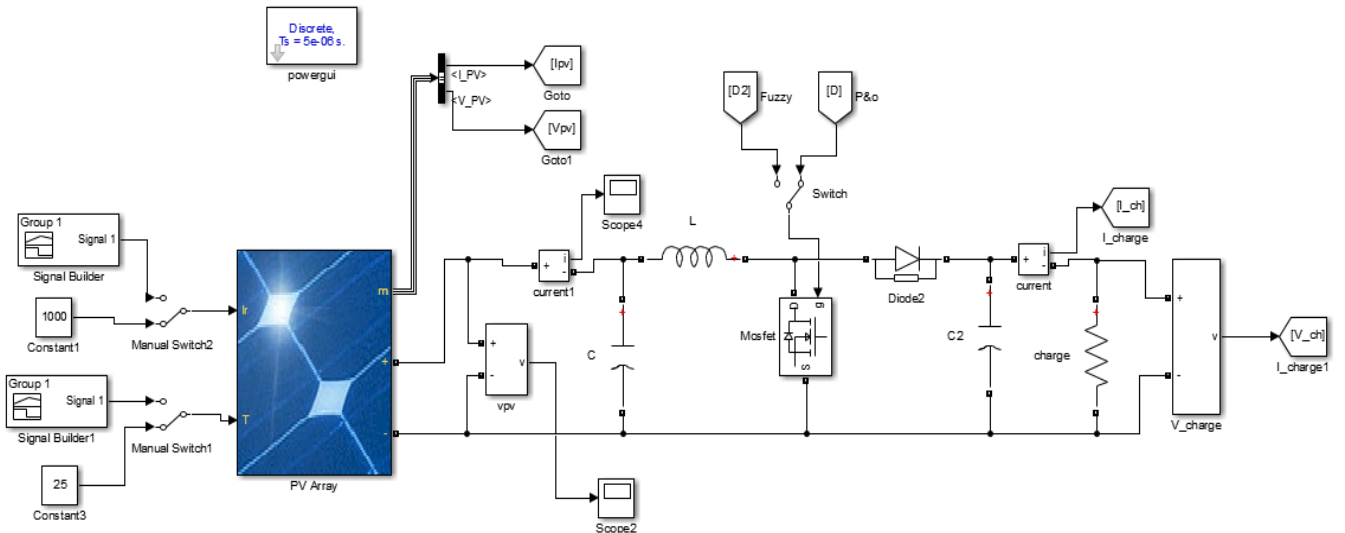 Discrete,
Ts = 5e-06 s.
powergui
<I_PV>
<V_PV>
[Ipv]
Goto
[Vpv]
Goto1
[D2]
Fuzzy
[D]
P&o
Switch
Scope4
L
[I_ch]
I_charge
Group 1
Signal 1
Signal Builder
1000
Constant1
Manual Switch2
Group 1
Signal 1
Signal Builder1
25
Constant3
Manual Switch1
Ir
T
m
+
-
PV Array
+
i
-
current1
+
-
v
vpv
Scope2
C
Mosfet
D
g
S
Diode2
C2
+
i
-
current
charge
+
-
v
V_charge
[V_ch]
I_charge1